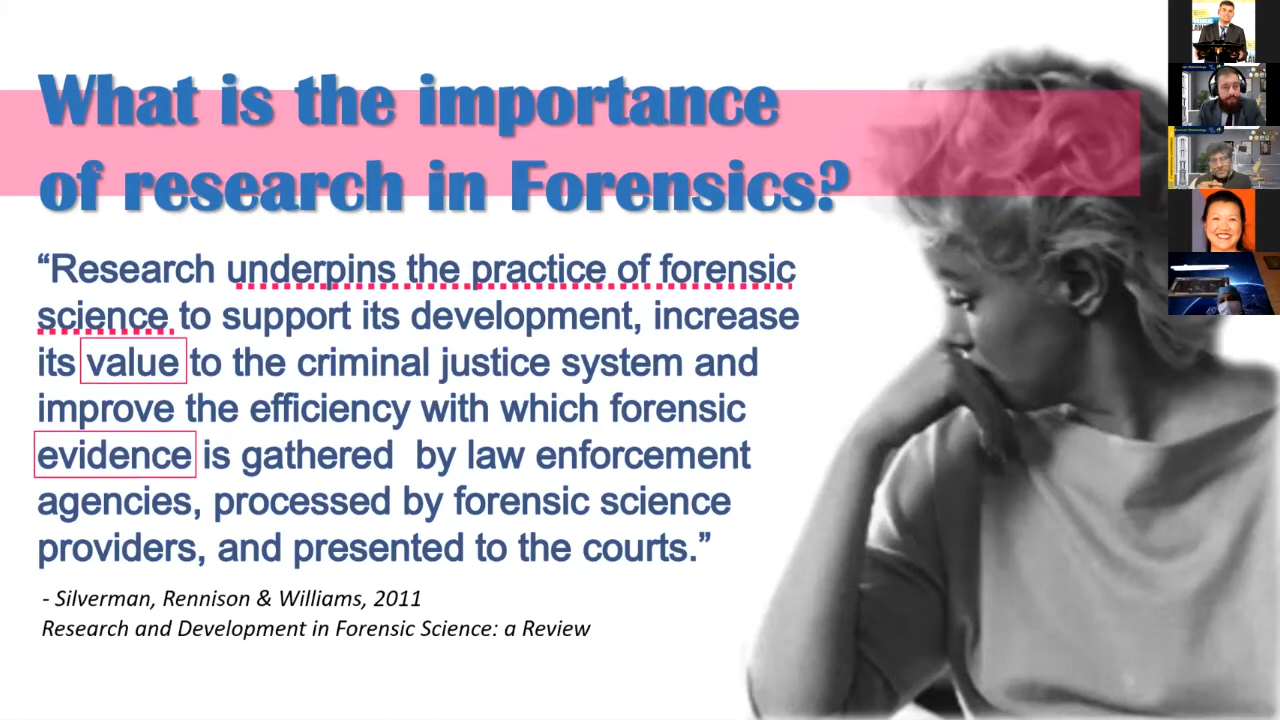 What is the importance
of research in Forensics?
“Research underpins the practice of forensic
science to support its development, increase
its value to the criminal justice system and
improve the efficiency with which forensic
evidence is gathered  by law enforcement
agencies, processed by forensic science
providers, and presented to the courts.”
- Silverman, Rennison & Williams, 2011
Research and Development in Forensic Science: a Review